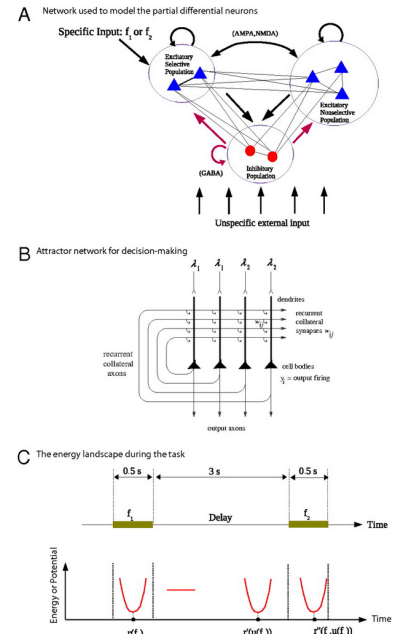 A Network used to model the partial differential neurons
Specific Input: f1 or f2
(AMPA,NMDA)
Excitatory
Selective
Population
Excitatory
Nonselective
Population
(GABA)
Inhibitory
Population
Unspecific external input
B Attractor network for decision-making
λ1 λ1 λ2 λ2
dendrites
recurrent
collateral
synapses wij
wij
recurrent
collateral
axons
cell bodies
yi = output firing
output axons
C The energy landscape during the task
0.5 s 3 s 0.5 s
f1 Delay f2
Time
Energy or Potential
Time